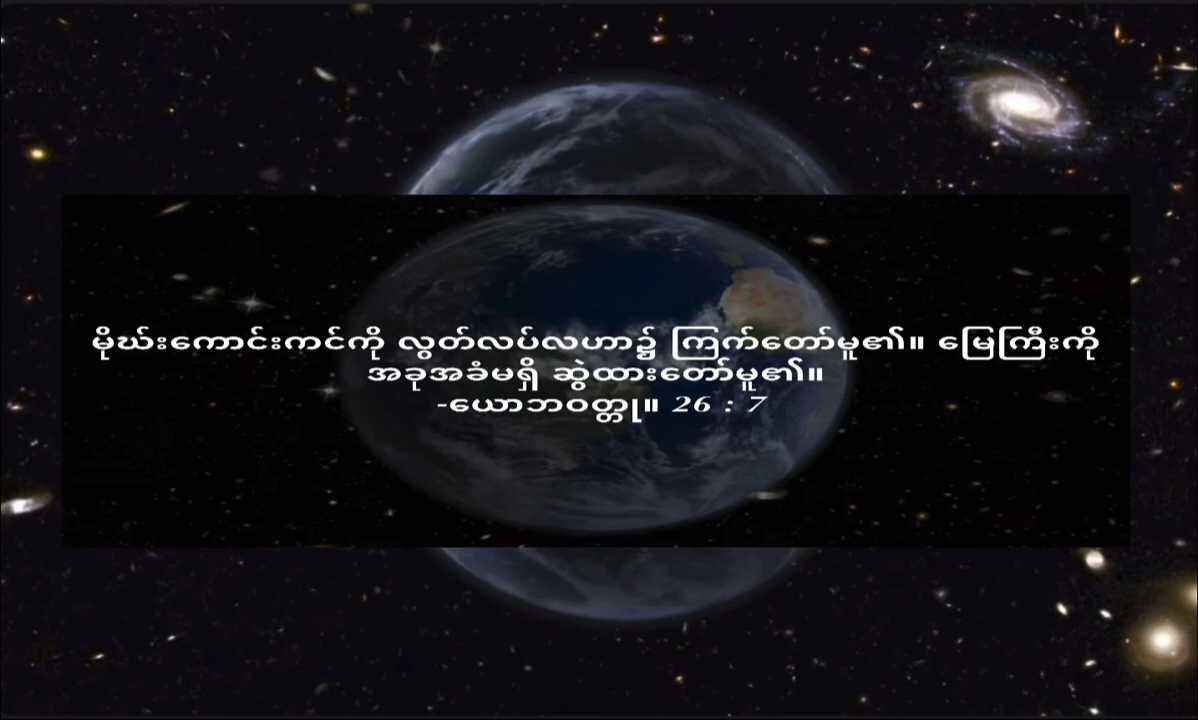 မိုဃ်းကောင်းကင်ကို လွတ်လပ်လဟာ၌ ကြက်တော်မူ၏။ မြေကြီးကို
အခုအခံမရှိ ဆွဲထားတော်မူ၏။
-ယောဘဝတ္ထု။ 26 : 7